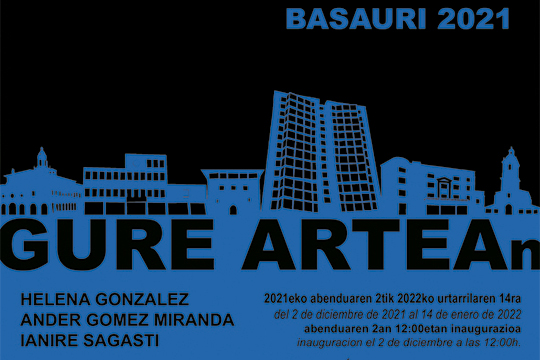 BASAURI 2021
GURE ARTEAn
HELENA GONZALEZ
ANDER GOMEZ MIRANDA
IANIRE SAGASTI
2021eko abenduaren 2tik 2022ko urtarrilaren 14ra
del 2 de diciembre de 2021 al 14 de enero de 2022
abenduaren 2an 12:00etan inaugurazioa
inauguracion el 2 de diciembre a las 12:00h.